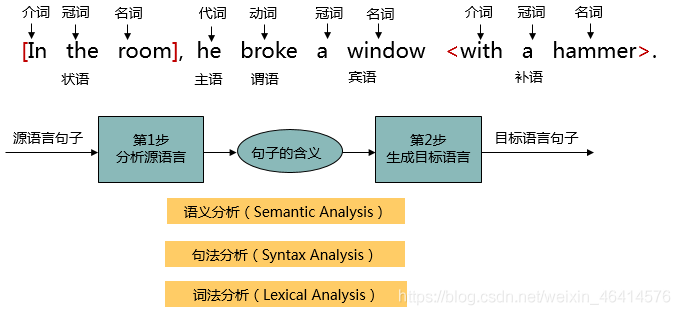 介词 冠词 名词 代词 动词 冠词 名词 介词 冠词 名词
[In the room], he broke a window <with a hammer>.
状语 主语 谓语 宾语 补语
源语言句子 第1步 分析源语言 句子的含义 第2步 生成目标语言 目标语言句子
语义分析（Semantic Analysis）
句法分析（Syntax Analysis）
词法分析（Lexical Analysis）
https://blog.csdn.net/weixin_46414576